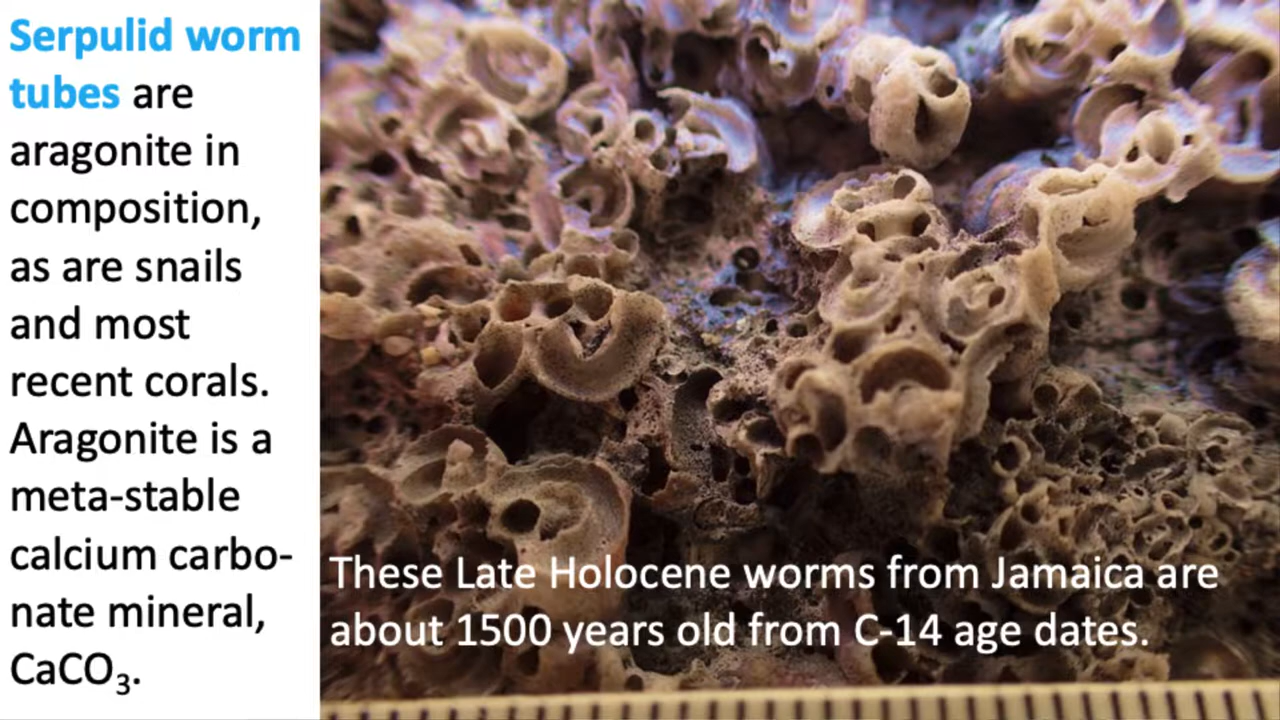 Serpulid worm
tubes are
aragonite in
composition,
as are snails
and most
recent corals.
Aragonite is a
meta-stable
calcium carbo-
nate mineral,
CaCO₃.
These Late Holocene worms from Jamaica are
about 1500 years old from C-14 age dates.